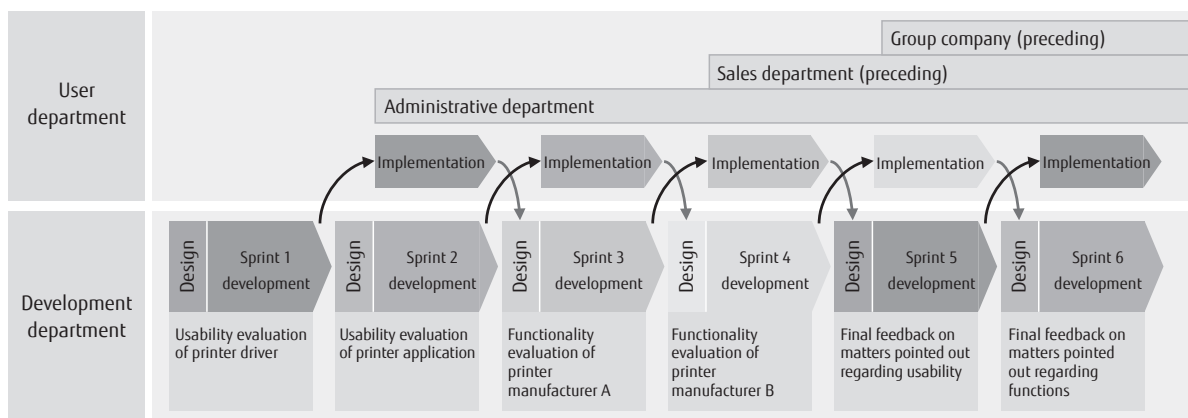 User
department
Group company (preceding)
Sales department (preceding)
Administrative department
Implementation
Implementation
Implementation
Implementation
Implementation
Development
department
Design
Sprint 1
development
Design
Sprint 2
development
Design
Sprint 3
development
Design
Sprint 4
development
Design
Sprint 5
development
Design
Sprint 6
development
Usability evaluation
of printer driver
Usability evaluation
of printer application
Functionality
evaluation of
printer
manufacturer A
Functionality
evaluation of
printer
manufacturer B
Final feedback on
matters pointed out
regarding usability
Final feedback on
matters pointed
out regarding
functions